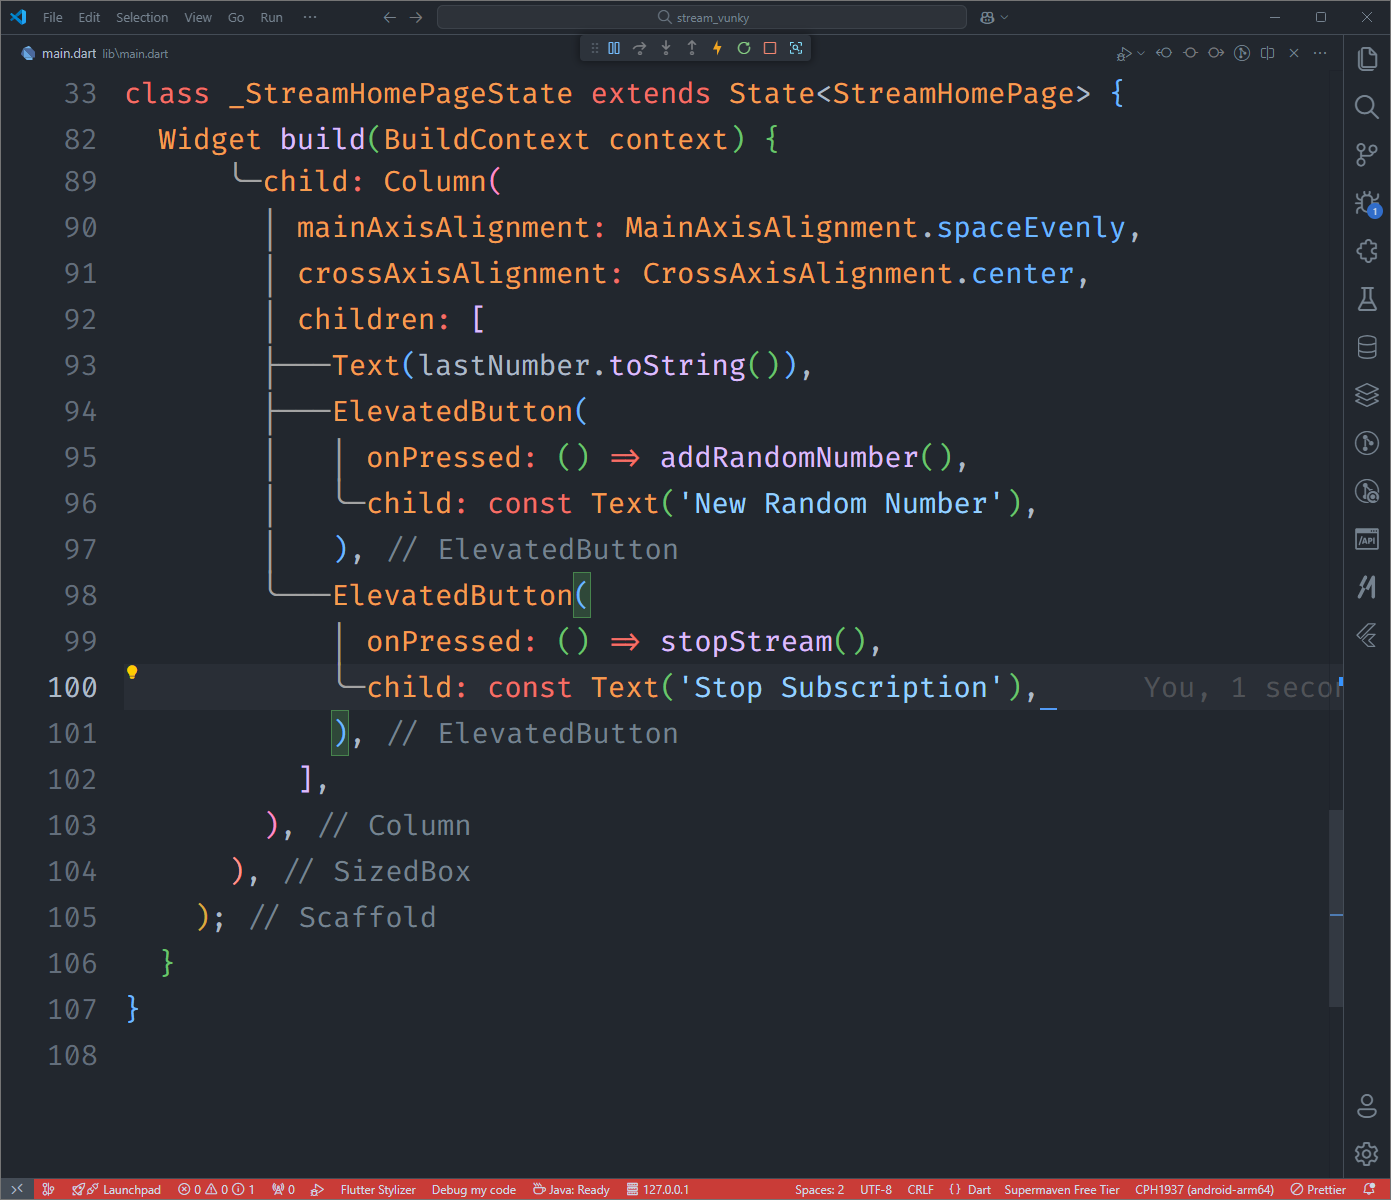 File Edit Selection View Go Run ··· stream_vunky
main.dart lib\main.dart
33 class _StreamHomePageState extends State<StreamHomePage> {
82 Widget build(BuildContext context) {
89 child: Column(
90 mainAxisAlignment: MainAxisAlignment.spaceEvenly,
91 crossAxisAlignment: CrossAxisAlignment.center,
92 children: [
93 Text(lastNumber.toString()),
94 ElevatedButton(
95 onPressed: () => addRandomNumber(),
96 child: const Text('New Random Number'),
97 ), // ElevatedButton
98 ElevatedButton(
99 onPressed: () => stopStream(),
100 child: const Text('Stop Subscription'), You, 1 secon
101 ), // ElevatedButton
102 ],
103 ), // Column
104 ), // SizedBox
105 ); // Scaffold
106 }
107 }
108
1
/API
Launchpad 0 0 1 0 Flutter Stylizer Debug my code Java: Ready 127.0.0.1 Spaces: 2 UTF-8 CRLF {} Dart Supermaven Free Tier CPH1937 (android-arm64) Prettier